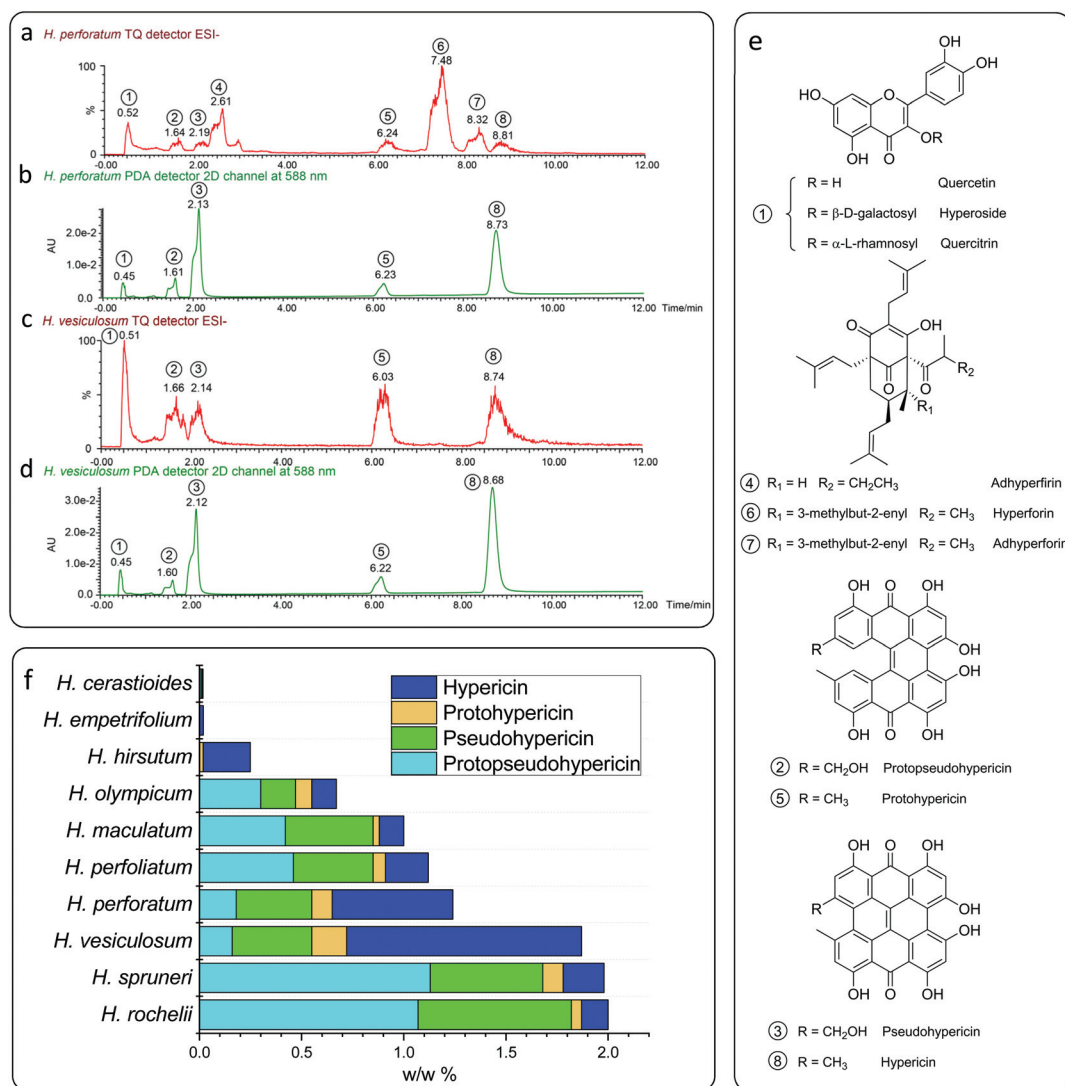 a H. perforatum TQ detector ESI-
⑥
7.48
④
2.61
①
0.52
②
1.64
③
2.19
⑤
6.24
⑦
8.32
⑧
8.81
100
%
0
-0.00 2.00 4.00 6.00 8.00 10.00 12.00
b H. perforatum PDA detector 2D channel at 588 nm
③
2.13
⑧
8.73
①
0.45
②
1.61
⑤
6.23
2.0e-2
AU
1.0e-2
0.0
-0.00 2.00 4.00 6.00 8.00 10.00 12.00 Time/min
c H. vesiculosum TQ detector ESI-
① 0.51
②
1.66
③
2.14
⑤
6.03
⑧
8.74
100
%
0
-0.00 2.00 4.00 6.00 8.00 10.00 12.00
d H. vesiculosum PDA detector 2D channel at 588 nm
③
2.12
⑧ 8.68
①
0.45
②
1.60
⑤
6.22
3.0e-2
2.0e-2
AU
1.0e-2
0.0
-0.00 2.00 4.00 6.00 8.00 10.00 12.00 Time/min
e
OH
OH
HO
O
OR
OH O
R = H Quercetin
① R = β-D-galactosyl Hyperoside
R = α-L-rhamnosyl Quercitrin
O OH
R2
O O
R1
④ R1 = H R2 = CH2CH3 Adhyperfirin
⑥ R1 = 3-methylbut-2-enyl R2 = CH3 Hyperforin
⑦ R1 = 3-methylbut-2-enyl R2 = CH3 Adhyperforin
OH O OH
R OH
OH
OH O OH
② R = CH2OH Protopseudohypericin
⑤ R = CH3 Protohypericin
OH O OH
R OH
OH
OH O OH
③ R = CH2OH Pseudohypericin
⑧ R = CH3 Hypericin
f
H. cerastioides
H. empetrifolium
H. hirsutum
H. olympicum
H. maculatum
H. perfoliatum
H. perforatum
H. vesiculosum
H. spruneri
H. rochelii
Hypericin
Protohypericin
Pseudohypericin
Protopseudohypericin
0.0 0.5 1.0 1.5 2.0
w/w %